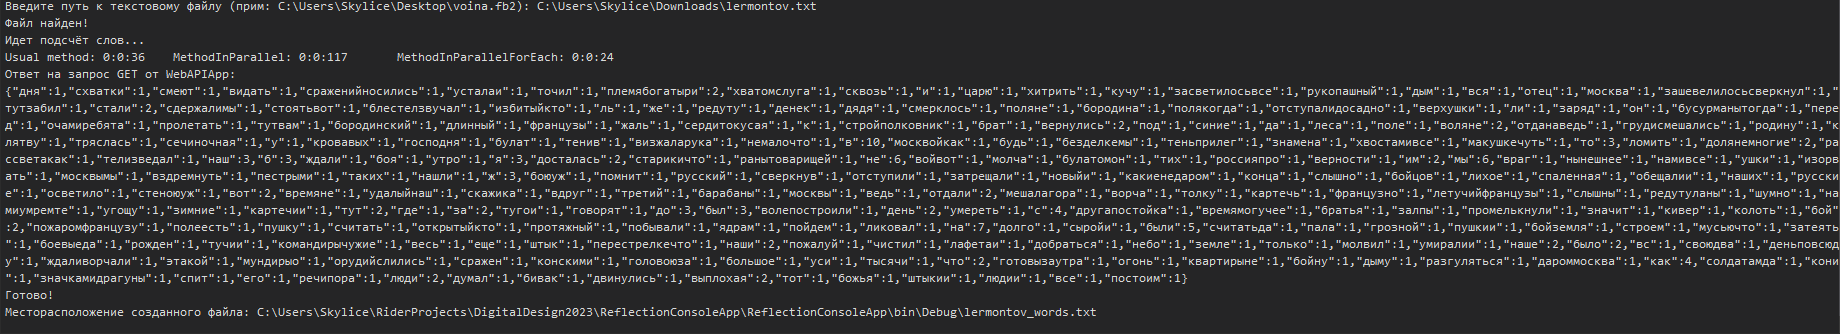 Введите путь к текстовому файлу (прим: C:\Users\Skylice\Desktop\voina.fb2): C:\Users\Skylice\Downloads\lermontov.txt
Файл найден!
Идет подсчёт слов...
Usual method: 0:0:36    MethodInParallel: 0:0:117       MethodInParallelForEach: 0:0:24
Ответ на запрос GET от WebAPIApp:
{"дня":1,"схватки":1,"смеют":1,"видать":1,"сраженийносились":1,"усталаи":1,"точил":1,"племябогатыри":2,"хватомслуга":1,"сквозь":1,"и":1,"царю":1,"хитрить":1,"кучу":1,"засветилосьвсе":1,"рукопашный":1,"дым":1,"вся":1,"отец":1,"москва":1,"зашевелилосьсверкнул":1,"
тутзабил":1,"стали":2,"сдержалимы":1,"стоятьвот":1,"блестелзвучал":1,"избитыйкто":1,"ль":1,"же":1,"редуту":1,"денек":1,"дядя":1,"смерклось":1,"поляне":1,"бородина":1,"полякогда":1,"отступалидосадно":1,"верхушки":1,"ли":1,"заряд":1,"он":1,"бусурманытогда":1,"пере
д":1,"очамиребята":1,"пролетать":1,"тутвам":1,"бородинский":1,"длинный":1,"французы":1,"жаль":1,"сердитокусая":1,"к":1,"стройполковник":1,"брат":1,"вернулись":2,"под":1,"синие":1,"да":1,"леса":1,"поле":1,"воляне":2,"отданаведь":1,"грудисмешались":1,"родину":1,"к
лятву":1,"тряслась":1,"сечиночная":1,"у":1,"кровавых":1,"господня":1,"булат":1,"тенив":1,"визжаларука":1,"немалочто":1,"в":10,"москвойкак":1,"будь":1,"безделкемы":1,"теньприлег":1,"знамена":1,"хвостамивсе":1,"макушкечуть":1,"то":3,"ломить":1,"долянемногие":2,"ра
ссветакак":1,"телизведал":1,"наш":3,"б":3,"ждали":1,"боя":1,"утро":1,"я":3,"досталась":2,"старикичто":1,"ранытоварищей":1,"не":6,"войвот":1,"молча":1,"булатомон":1,"тих":1,"россияпро":1,"верности":1,"им":2,"мы":6,"враг":1,"нынешнее":1,"намивсе":1,"ушки":1,"изорв
ать":1,"москвымы":1,"вздремнуть":1,"пестрыми":1,"таких":1,"нашли":1,"ж":3,"боюуж":1,"помнит":1,"русский":1,"сверкнув":1,"отступили":1,"затрещали":1,"новыйи":1,"какиенедаром":1,"конца":1,"слышно":1,"бойцов":1,"лихое":1,"спаленная":1,"обещалии":1,"наших":1,"русски
е":1,"осветило":1,"стеноюуж":1,"вот":2,"времяне":1,"удалыйнаш":1,"скажика":1,"вдруг":1,"третий":1,"барабаны":1,"москвы":1,"ведь":1,"отдали":2,"мешалагора":1,"ворча":1,"толку":1,"картечь":1,"французно":1,"летучийфранцузы":1,"слышны":1,"редутуланы":1,"шумно":1,"на
миумремте":1,"угощу":1,"зимние":1,"картечии":1,"тут":2,"где":1,"за":2,"тугои":1,"говорят":1,"до":3,"был":3,"волепостроили":1,"день":2,"умереть":1,"с":4,"другапостойка":1,"времямогучее":1,"братья":1,"залпы":1,"промелькнули":1,"значит":1,"кивер":1,"колоть":1,"бой"
:2,"пожаромфранцузу":1,"полеесть":1,"пушку":1,"считать":1,"открытыйкто":1,"протяжный":1,"побывали":1,"ядрам":1,"пойдем":1,"ликовал":1,"на":7,"долго":1,"сырой":1,"были":5,"считатьда":1,"пала":1,"грозной":1,"пушкии":1,"бойземля":1,"строем":1,"мусьючто":1,"затеять
":1,"боевыеда":1,"рожден":1,"тучии":1,"командирычужие":1,"весь":1,"еще":1,"штык":1,"перестрелкечто":1,"наши":2,"пожалуй":1,"чистил":1,"лафетаи":1,"добраться":1,"небо":1,"земле":1,"только":1,"молвил":1,"умиралии":1,"наше":2,"было":2,"вс":1,"своюдва":1,"деньповсюд
у":1,"ждаливорчали":1,"этакой":1,"мундирыо":1,"орудийслились":1,"сражен":1,"конскими":1,"головоюза":1,"большое":1,"уси":1,"тысячи":1,"что":2,"готовызаутра":1,"огонь":1,"квартирыне":1,"бойну":1,"дыму":1,"разгуляться":1,"дароммосква":1,"как":4,"солдатамда":1,"кони
":1,"значкамидрагуны":1,"спит":1,"его":1,"речипора":1,"люди":2,"думал":1,"бивак":1,"двинулись":1,"выплохая":2,"тот":1,"божья":1,"штыкии":1,"людии":1,"все":1,"постоим":1}
Готово!
Месторасположение созданного файла: C:\Users\Skylice\RiderProjects\DigitalDesign2023\ReflectionConsoleApp\ReflectionConsoleApp\bin\Debug\lermontov_words.txt